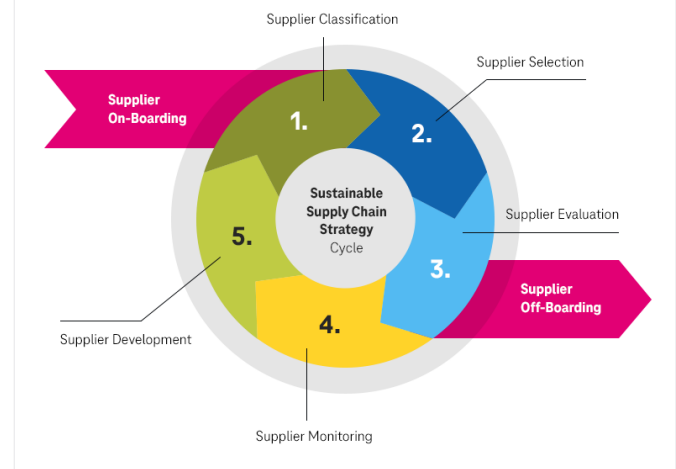 Supplier Classification
Supplier Selection
Supplier
On-Boarding
1.
2.
Sustainable
Supply Chain
Strategy
Cycle
Supplier Evaluation
5.
3.
Supplier
Off-Boarding
4.
Supplier Development
Supplier Monitoring